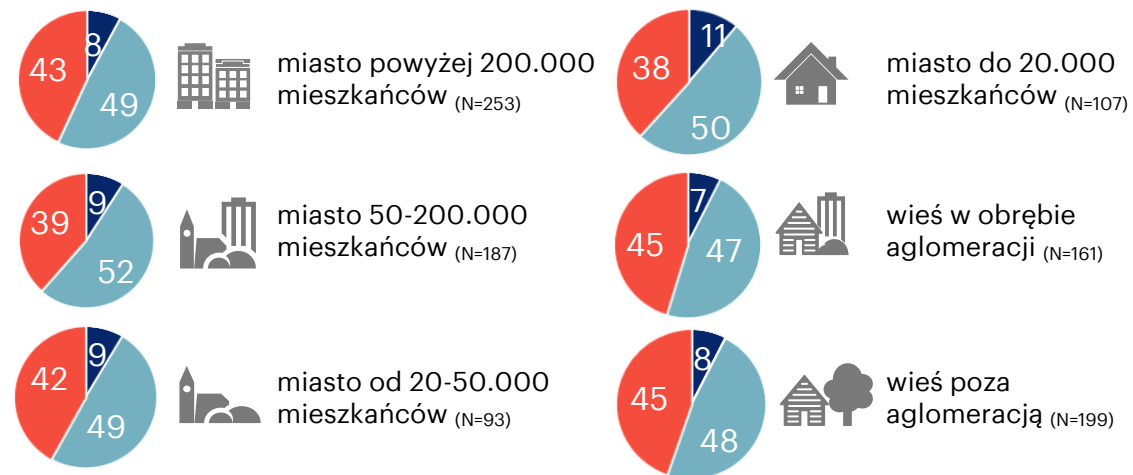 43
8
49
miasto powyżej 200.000
mieszkańców (N=253)
38
11
50
miasto do 20.000
mieszkańców (N=107)
39
9
52
miasto 50-200.000
mieszkańców (N=187)
45
7
47
wieś w obrębie
aglomeracji (N=161)
42
9
49
miasto od 20-50.000
mieszkańców (N=93)
45
8
48
wieś poza
aglomeracją (N=199)